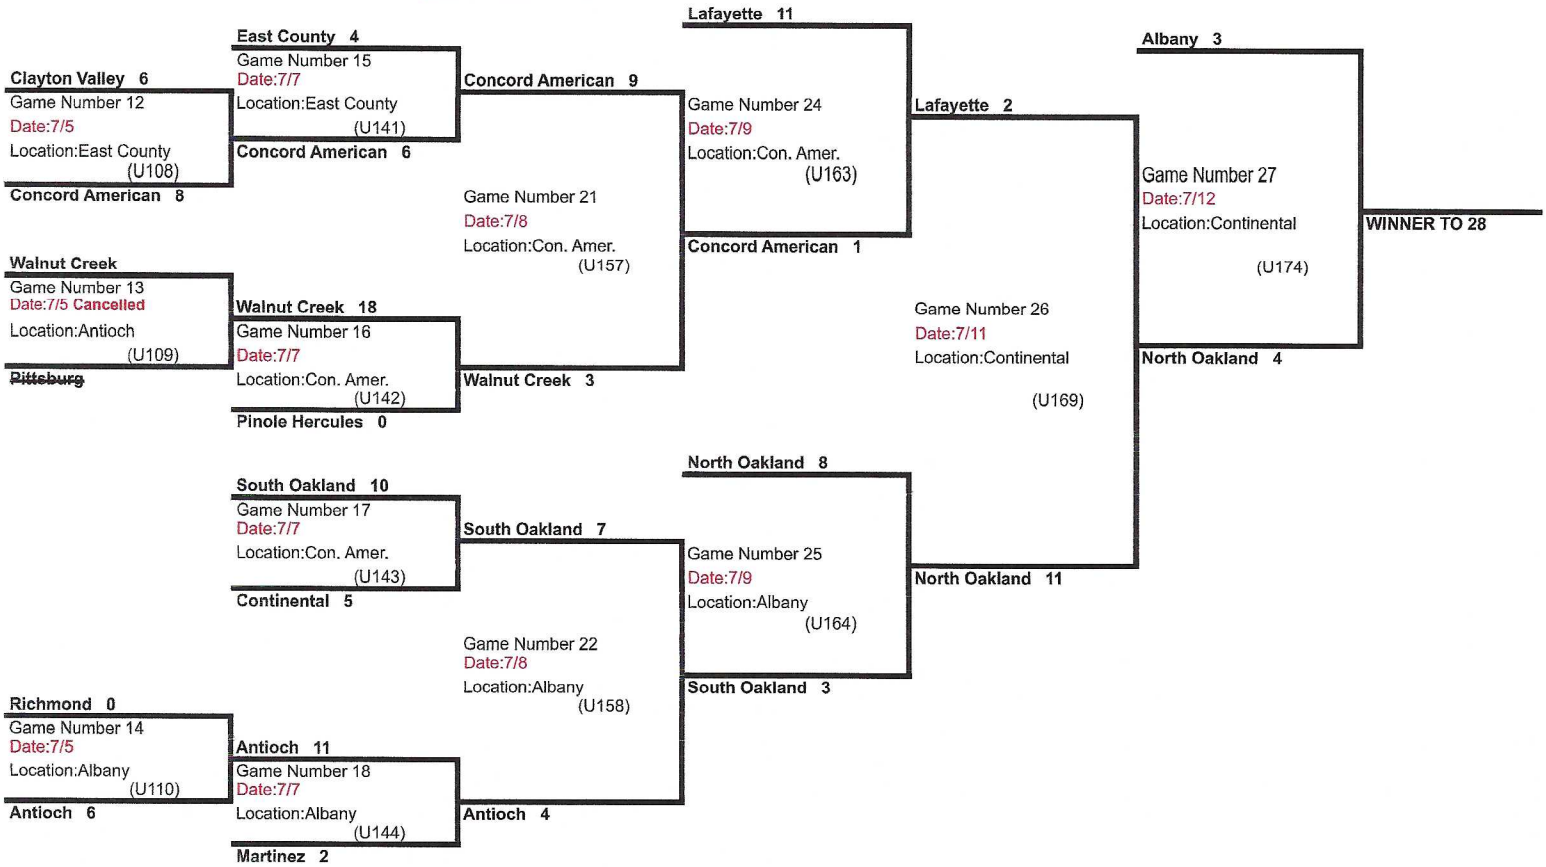 Clayton Valley 6
Game Number 12
Date:7/5
Location:East County
(U108)
Concord American 8
Walnut Creek
Game Number 13
Date:7/5 Cancelled
Location:Antioch
(U109)
Pittsburg
Richmond 0
Game Number 14
Date:7/5
Location:Albany
(U110)
Antioch 6
East County 4
Game Number 15
Date:7/7
Location:East County
(U141)
Concord American 6
Walnut Creek 18
Game Number 16
Date:7/7
Location:Con. Amer.
(U142)
Pinole Hercules 0
South Oakland 10
Game Number 17
Date:7/7
Location:Con. Amer.
(U143)
Continental 5
Antioch 11
Game Number 18
Date:7/7
Location:Albany
(U144)
Martinez 2
Concord American 9
Game Number 21
Date:7/8
Location:Con. Amer.
(U157)
Walnut Creek 3
South Oakland 7
Game Number 22
Date:7/8
Location:Albany
(U158)
Antioch 4
Lafayette 11
Game Number 24
Date:7/9
Location:Con. Amer.
(U163)
Concord American 1
North Oakland 8
Game Number 25
Date:7/9
Location:Albany
(U164)
South Oakland 3
Lafayette 2
Game Number 26
Date:7/11
Location:Continental
(U169)
North Oakland 11
Albany 3
Game Number 27
Date:7/12
Location:Continental
(U174)
North Oakland 4
WINNER TO 28